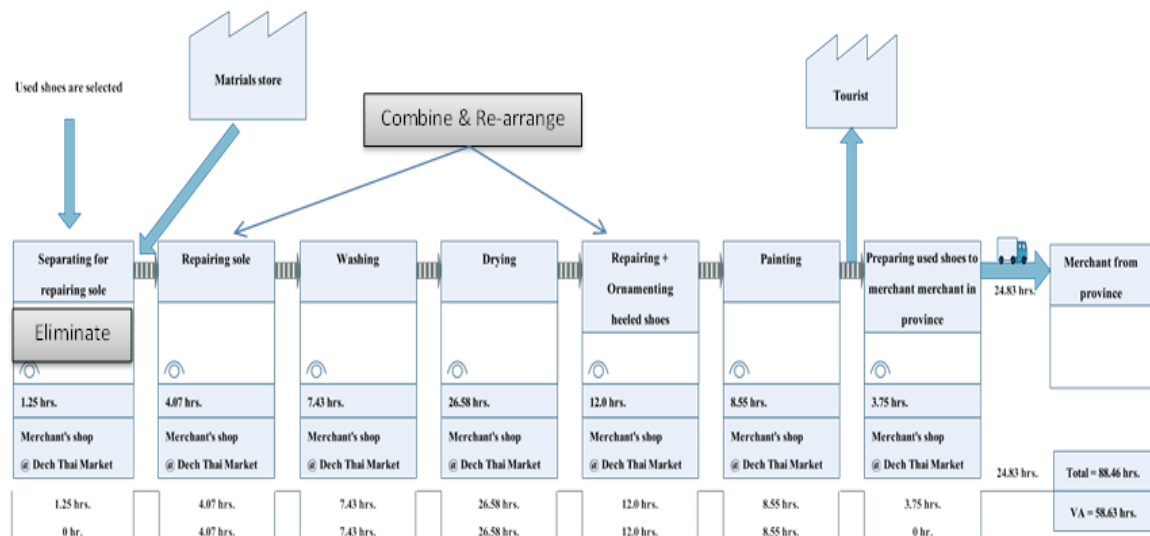 Used shoes are selected
Matrials store
Combine & Re-arrange
Tourist
Separating for
repairing sole
Eliminate
1.25 hrs.
Merchant's shop
@ Dech Thai Market
Repairing sole
4.07 hrs.
Merchant's shop
@ Dech Thai Market
Washing
7.43 hrs.
Merchant's shop
@ Dech Thai Market
Drying
26.58 hrs.
Merchant's shop
@ Dech Thai Market
Repairing +
Ornamenting
heeled shoes
12.0 hrs.
Merchant's shop
@ Dech Thai Market
Painting
8.55 hrs.
Merchant's shop
@ Dech Thai Market
Preparing used shoes to
merchant merchant in
province
3.75 hrs.
Merchant's shop
@ Dech Thai Market
24.83 hrs.
Merchant from
province
1.25 hrs.
4.07 hrs.
7.43 hrs.
26.58 hrs.
12.0 hrs.
8.55 hrs.
3.75 hrs.
24.83 hrs.
Total = 88.46 hrs.
0 hr.
4.07 hrs.
7.43 hrs.
26.58 hrs.
12.0 hrs.
8.55 hrs.
0 hr.
VA = 58.63 hrs.